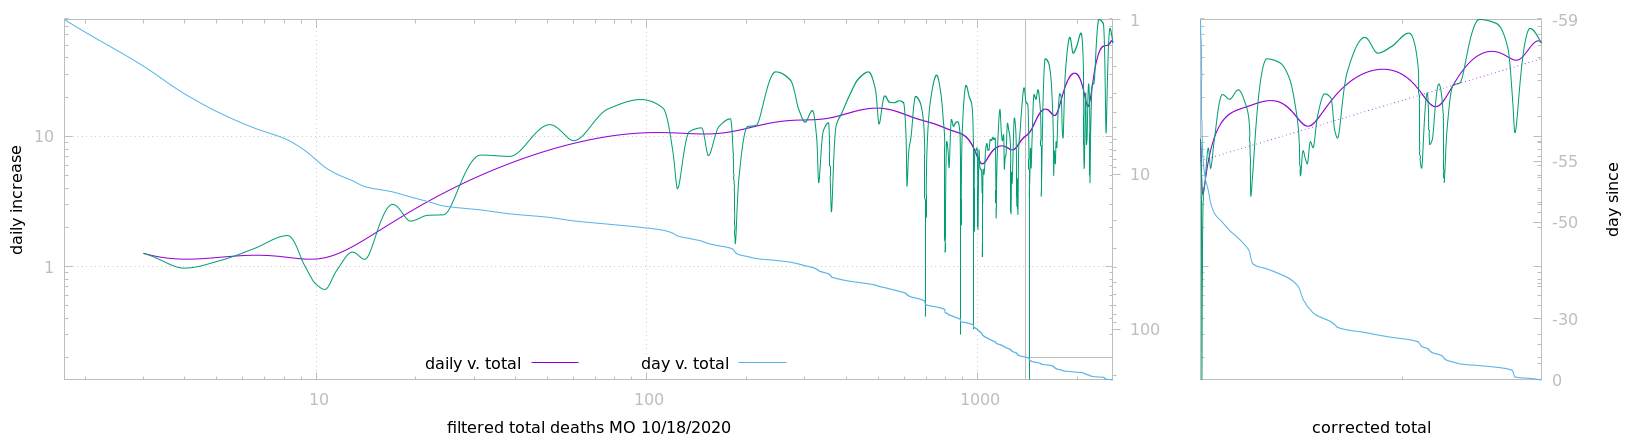 daily increase
10
1
daily v. total
day v. total
10
100
1000
filtered total deaths MO 10/18/2020
1
10
100
-59
-55
-50
-30
0
day since
corrected total